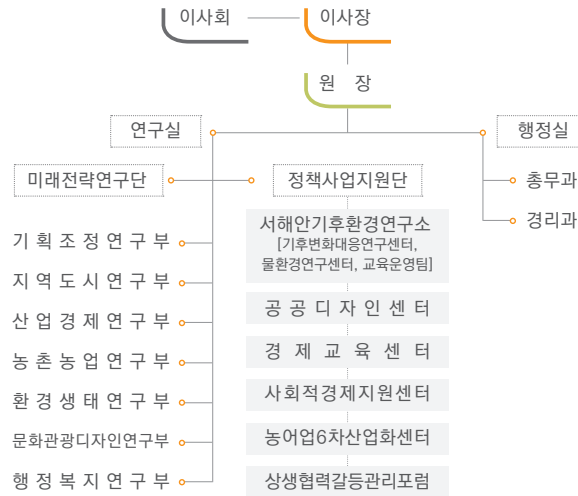 이사회
이사장
원 장
연구실
행정실
미래전략연구단
정책사업지원단
총무과
경리과
서해안기후환경연구소
[기후변화대응연구센터,
물환경연구센터, 교육운영팀]
기획조정연구부
지역도시연구부
산업경제연구부
농촌농업연구부
환경생태연구부
문화관광디자인연구부
행정복지연구부
공공디자인센터
경제교육센터
사회적경제지원센터
농어업6차산업화센터
상생협력갈등관리포럼